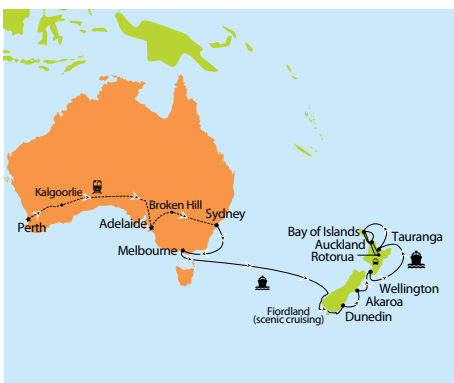 Kalgoorlie
Perth
Broken Hill
Adelaide
Sydney
Melbourne
Bay of Islands
Auckland
Rotorua
Tauranga
Wellington
Akaroa
Dunedin
Fiordland
(scenic cruising)